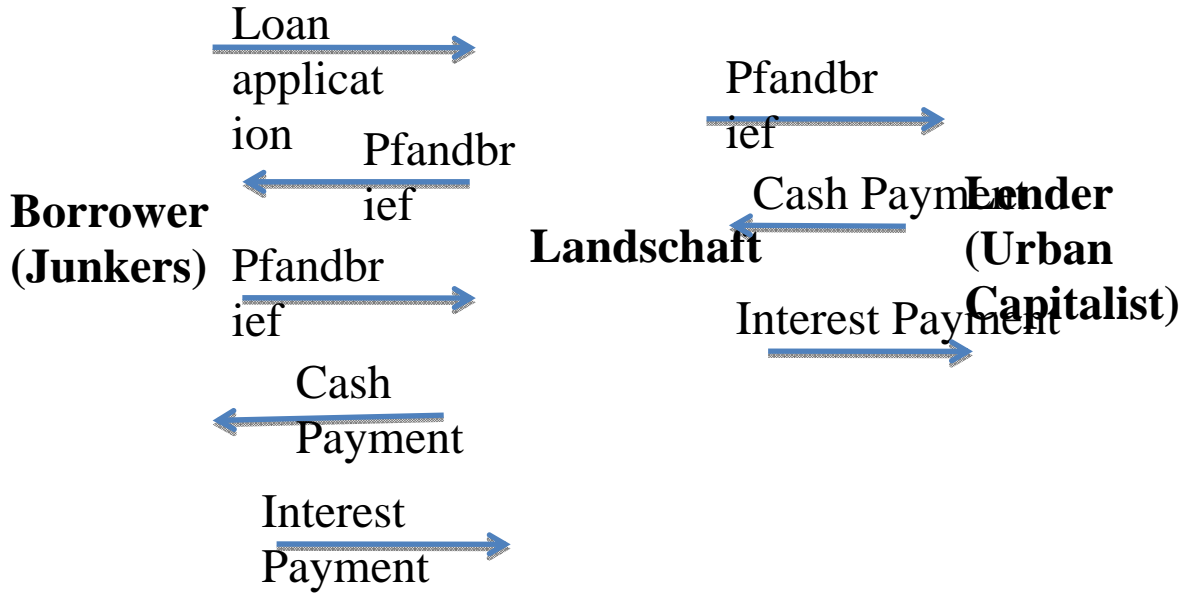 Loan
applicat
ion
Pfandbr
ief
Borrower
(Junkers)
Pfandbr
ief
Cash
Payment
Interest
Payment
Landschaft
Pfandbr
ief
Cash Payment
Interest Payment
Lender
(Urban
Capitalist)